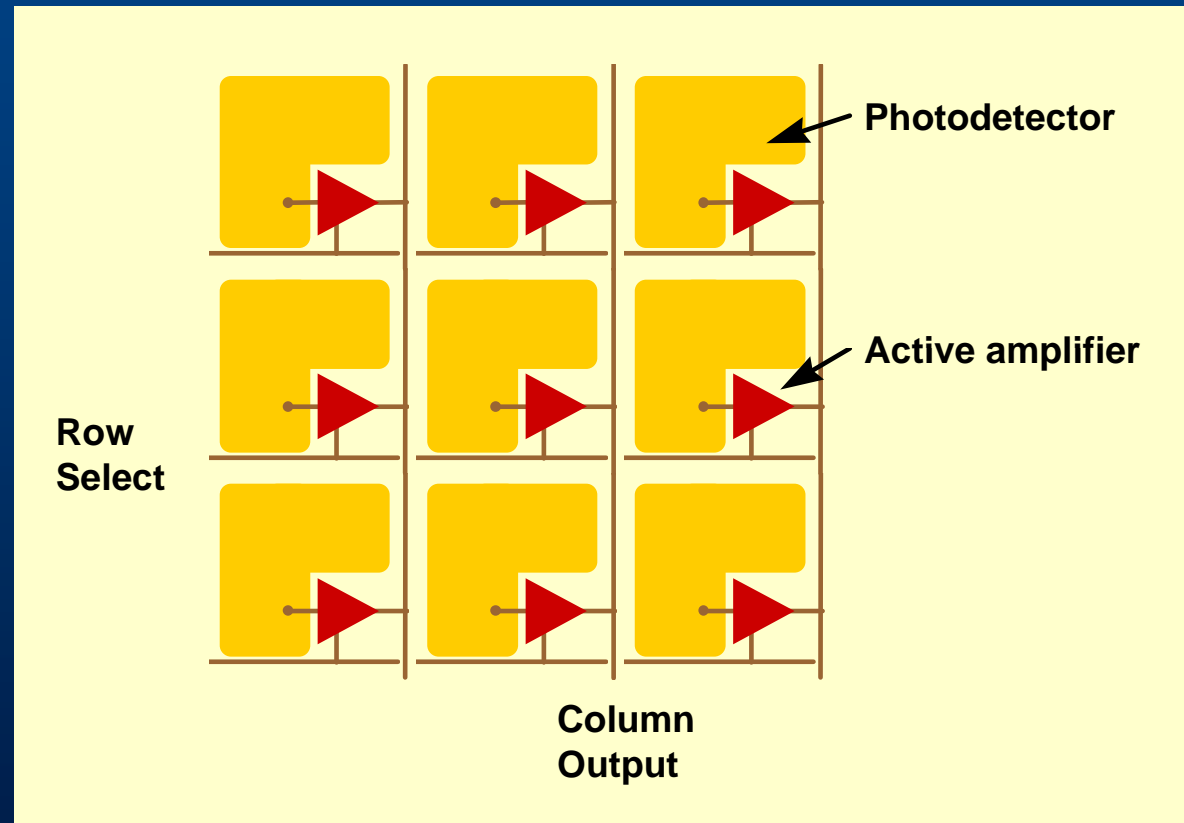 Photodetector
Active amplifier
Row
Select
Column
Output